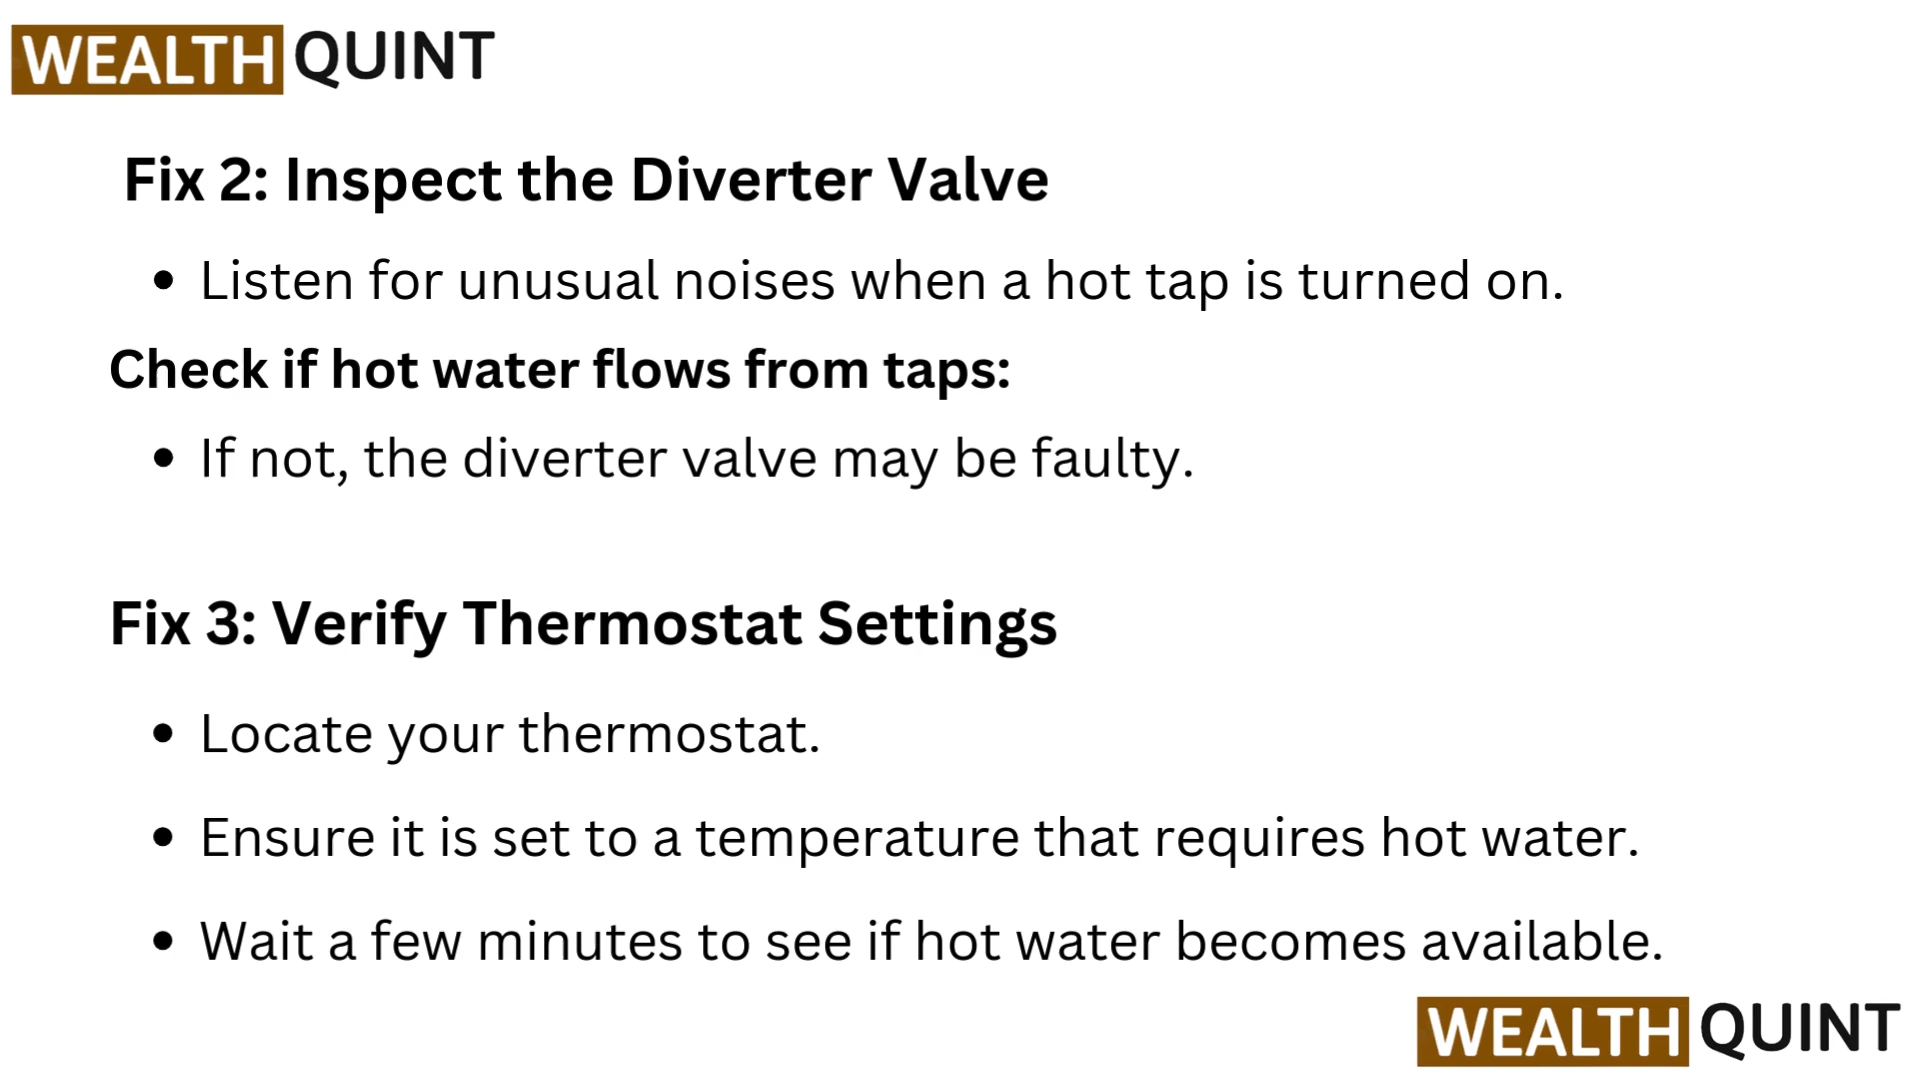 WEALTH QUINT
Fix 2: Inspect the Diverter Valve
• Listen for unusual noises when a hot tap is turned on.
Check if hot water flows from taps:
• If not, the diverter valve may be faulty.
Fix 3: Verify Thermostat Settings
• Locate your thermostat.
• Ensure it is set to a temperature that requires hot water.
• Wait a few minutes to see if hot water becomes available.
WEALTH QUINT